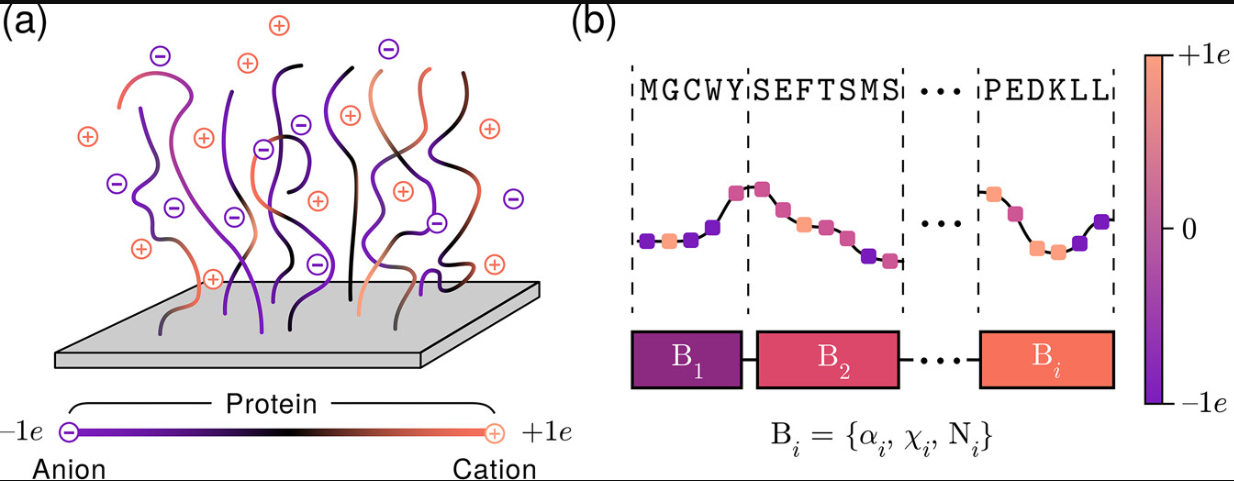 (a)
− + + −
Protein
−1e − + +1e
Anion Cation
(b)
MGCWY SEFTSMS ··· PEDKLL
+1e
0
−1e
···
B₁ B₂ ··· Bᵢ
Bᵢ = {αᵢ, χᵢ, Nᵢ}